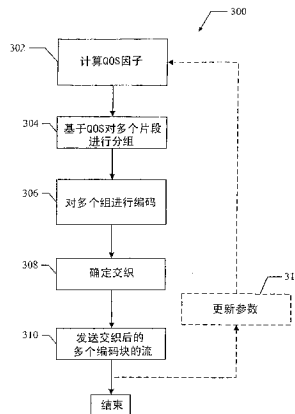 300
302
计算QOS因子
304
基于QOS对多个片段
进行分组
306
对多个组进行编码
308
确定交织
31
更新参数
310
发送交织后的
多个编码块的流
结束